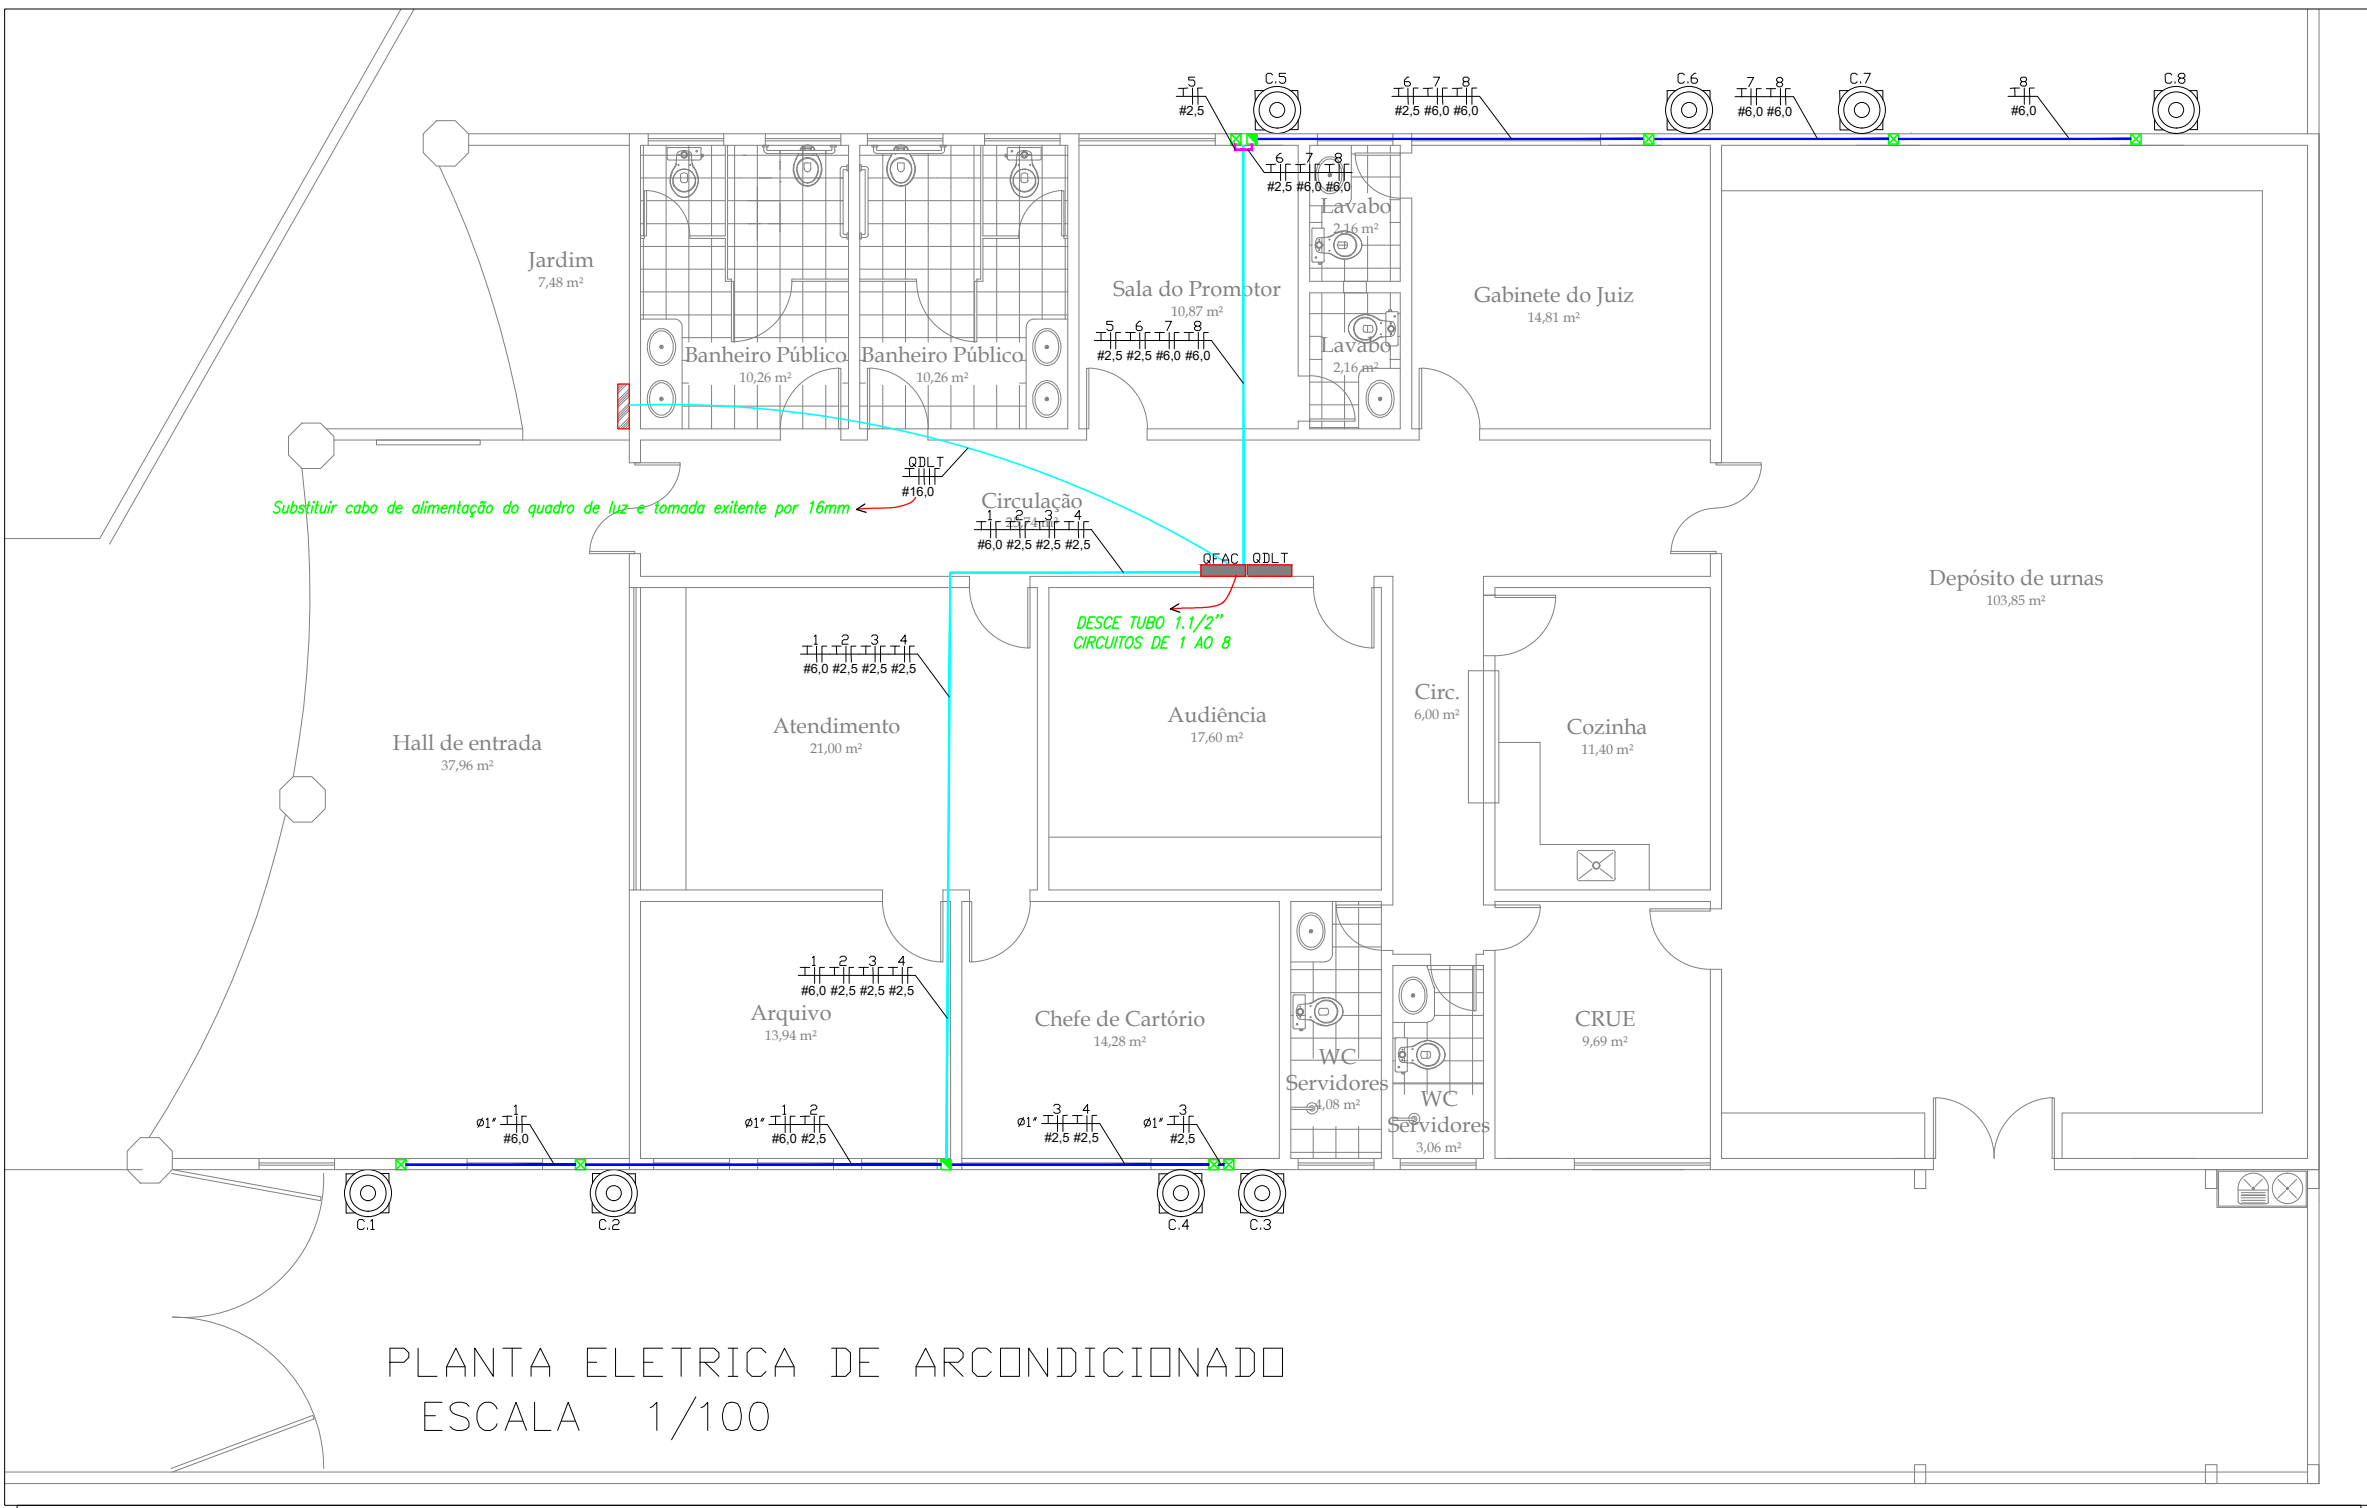 5
#2,5
C.5
6 7 8
#2,5 #6,0 #6,0
C.6
7 8
#6,0 #6,0
C.7
8
#6,0
C.8
6 7 8
#2,5 #6,0 #6,0
Lavabo
2,16 m²
Jardim
7,48 m²
Sala do Promotor
10,87 m²
Gabinete do Juiz
14,81 m²
5 6 7 8
#2,5 #2,5 #6,0 #6,0
Banheiro Público
10,26 m²
Banheiro Público
10,26 m²
Lavabo
2,16 m²
QDLT
#16,0
Substituir cabo de alimentação do quadro de luz e tomada exitente por 16mm
Circulação
1 2 3 4
#6,0 #2,5 #2,5 #2,5
QFAC QDLT
Depósito de urnas
103,85 m²
DESCE TUBO 1.1/2"
CIRCUITOS DE 1 AO 8
1 2 3 4
#6,0 #2,5 #2,5 #2,5
Circ.
6,00 m²
Hall de entrada
37,96 m²
Atendimento
21,00 m²
Audiência
17,60 m²
Cozinha
11,40 m²
1 2 3 4
#6,0 #2,5 #2,5 #2,5
Arquivo
13,94 m²
Chefe de Cartório
14,28 m²
WC
Servidores
4,08 m²
WC
Servidores
3,06 m²
CRUE
9,69 m²
ø1" 1
#6,0
ø1" 1 2
#6,0 #2,5
ø1" 3 4
#2,5 #2,5
ø1" 3
#2,5
C.1
C.2
C.4
C.3
PLANTA ELETRICA DE ARCONDICIONADO
ESCALA 1/100